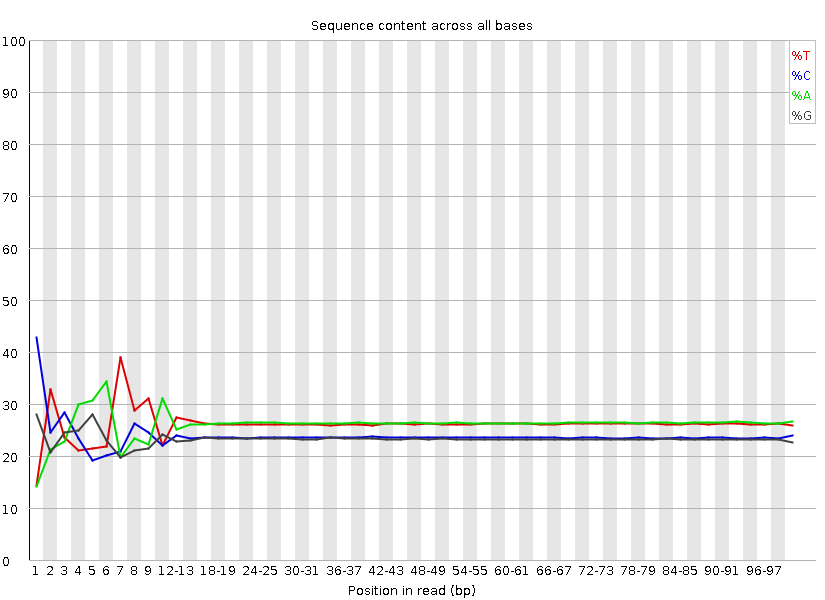 Sequence content across all bases
100
%T
%C
%A
%G
90
80
70
60
50
40
30
20
10
0
1 2 3 4 5 6 7 8 9 12-13 18-19 24-25 30-31 36-37 42-43 48-49 54-55 60-61 66-67 72-73 78-79 84-85 90-91 96-97
Position in read (bp)